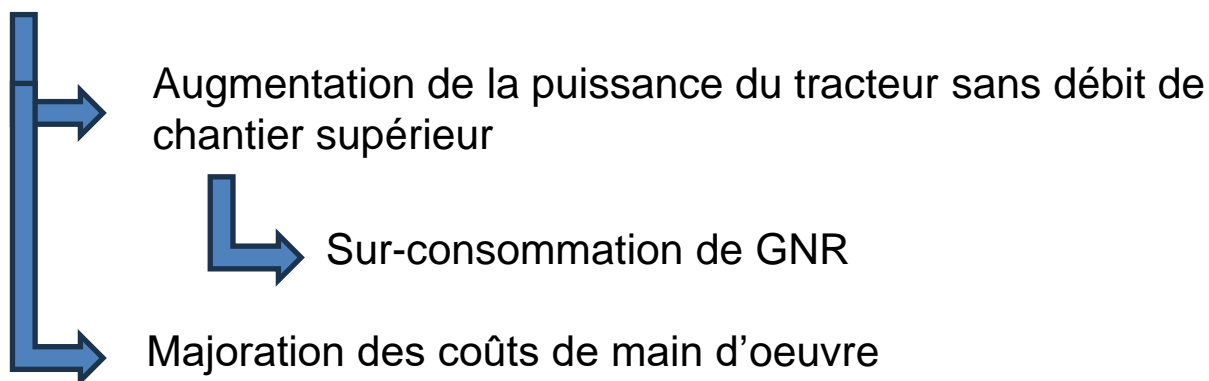 Augmentation de la puissance du tracteur sans débit de
chantier supérieur
Sur-consommation de GNR
Majoration des coûts de main d’oeuvre